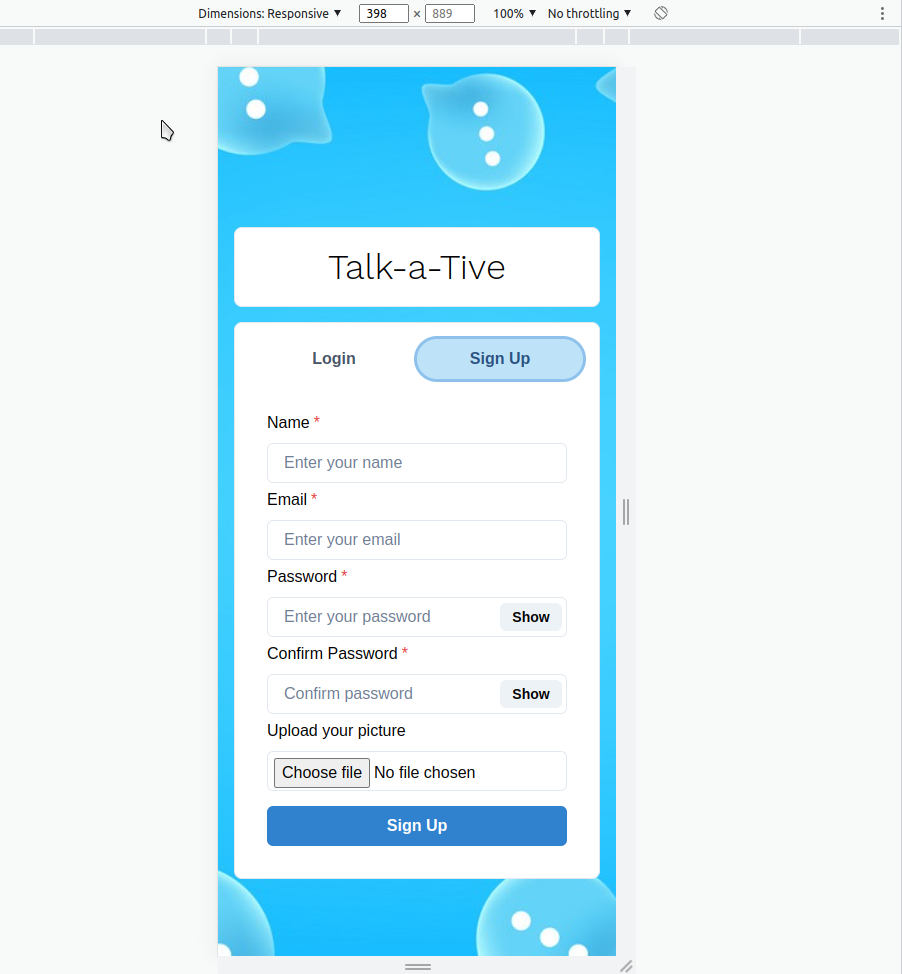 Dimensions: Responsive ▼ 398 × 889 100% ▼ No throttling ▼
Talk-a-Tive
Login Sign Up
Name *
Enter your name
Email *
Enter your email
Password *
Enter your password Show
Confirm Password *
Confirm password Show
Upload your picture
Choose file No file chosen
Sign Up